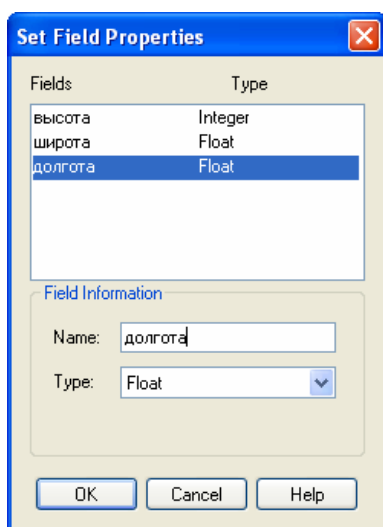 Set Field Properties
Fields Type
высота Integer
широта Float
долгота Float
Field Information
Name: долгота
Type: Float
OK Cancel Help